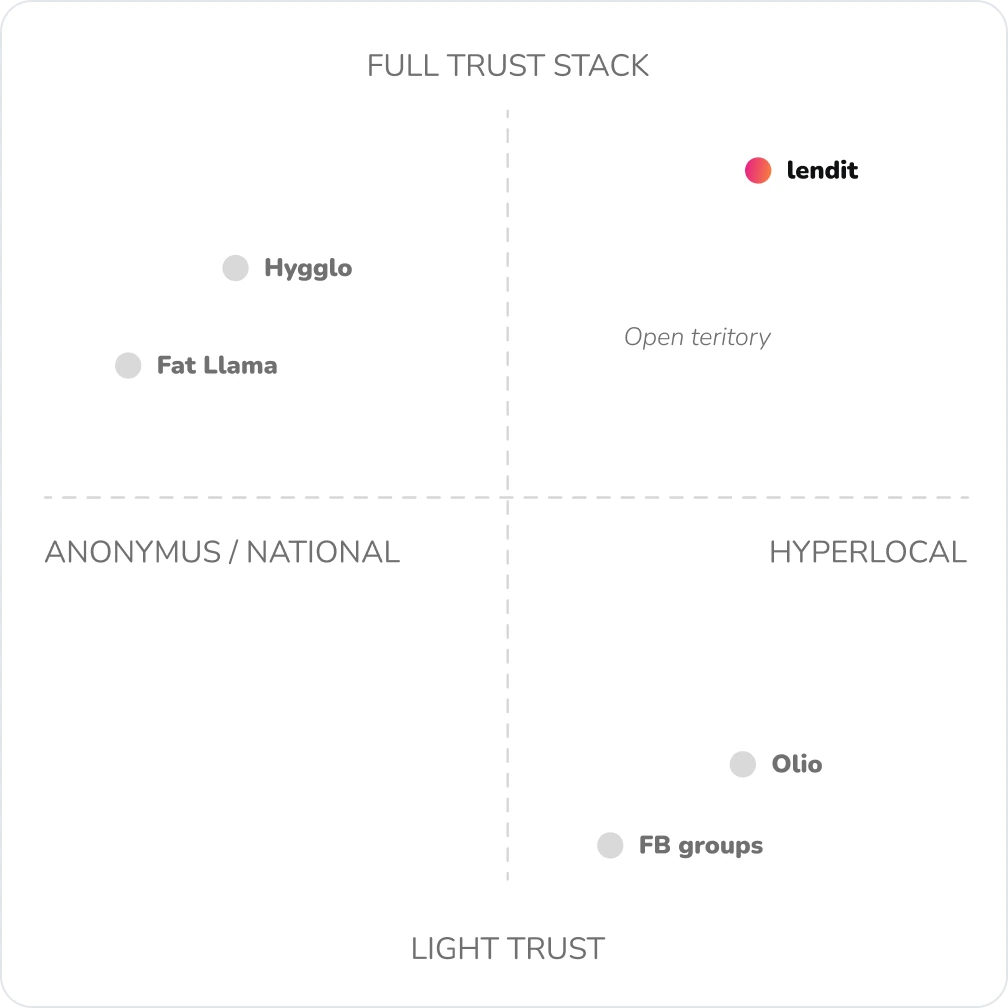 FULL TRUST STACK
lendit
Hygglo
Open teritory
Fat Llama
ANONYMUS / NATIONAL
HYPERLOCAL
Olio
FB groups
LIGHT TRUST